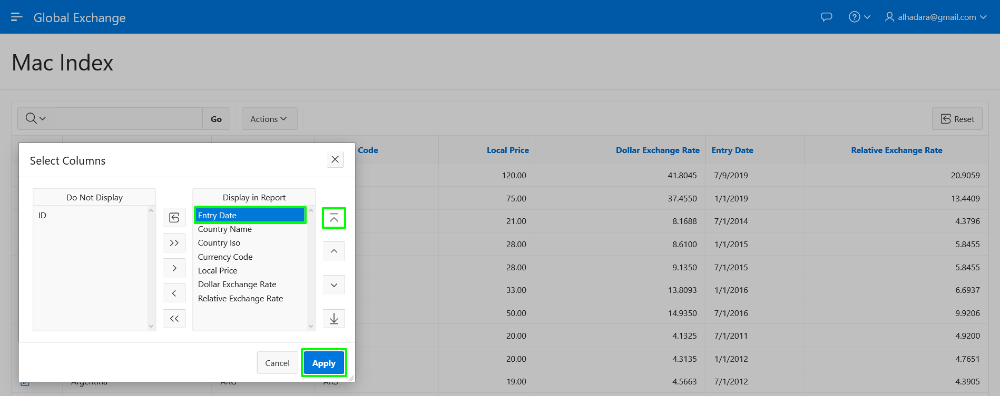 Global Exchange
alhadara@gmail.com
Mac Index
Go
Actions
Reset
Code Local Price Dollar Exchange Rate Entry Date Relative Exchange Rate
120.00 41.8045 7/9/2019 20.9059
75.00 37.4550 1/1/2019 13.4409
21.00 8.1688 7/1/2014 4.3796
28.00 8.6100 1/1/2015 5.8455
28.00 9.1350 7/1/2015 5.8455
33.00 13.8093 1/1/2016 6.6937
50.00 14.9350 7/1/2016 9.9206
20.00 4.1325 7/1/2011 4.9200
20.00 4.3135 1/1/2012 4.7651
Argentina ARG ARS 19.00 4.5663 7/1/2012 4.3905
Select Columns
Do Not Display
ID
Display in Report
Entry Date
Country Name
Country Iso
Currency Code
Local Price
Dollar Exchange Rate
Relative Exchange Rate
Cancel
Apply